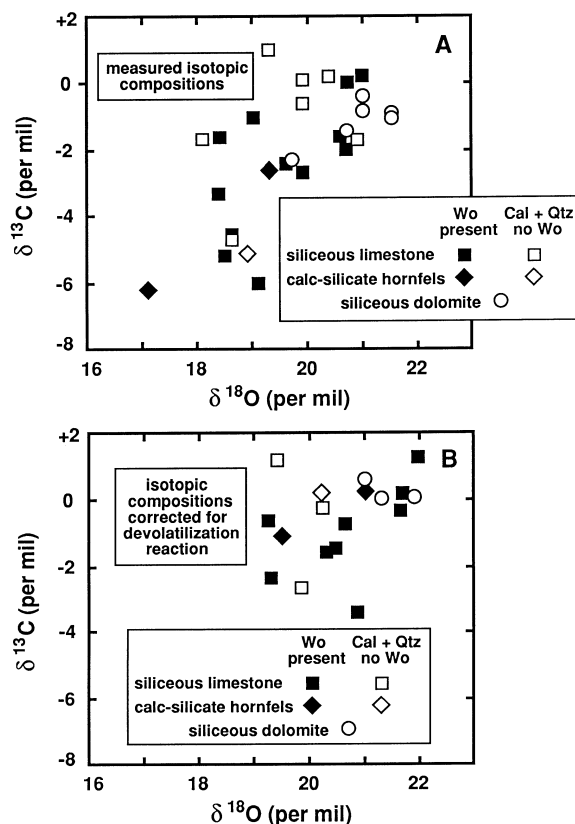 +2
0
-2
-4
-6
-8
δ 13C (per mil)
A
measured isotopic
compositions
Wo
present
Cal + Qtz
no Wo
siliceous limestone
calc-silicate hornfels
siliceous dolomite
16
18
20
22
δ 18O (per mil)
+2
0
-2
-4
-6
-8
δ 13C (per mil)
B
isotopic
compositions
corrected for
devolatilization
reaction
Wo
present
Cal + Qtz
no Wo
siliceous limestone
calc-silicate hornfels
siliceous dolomite
16
18
20
22
δ 18O (per mil)